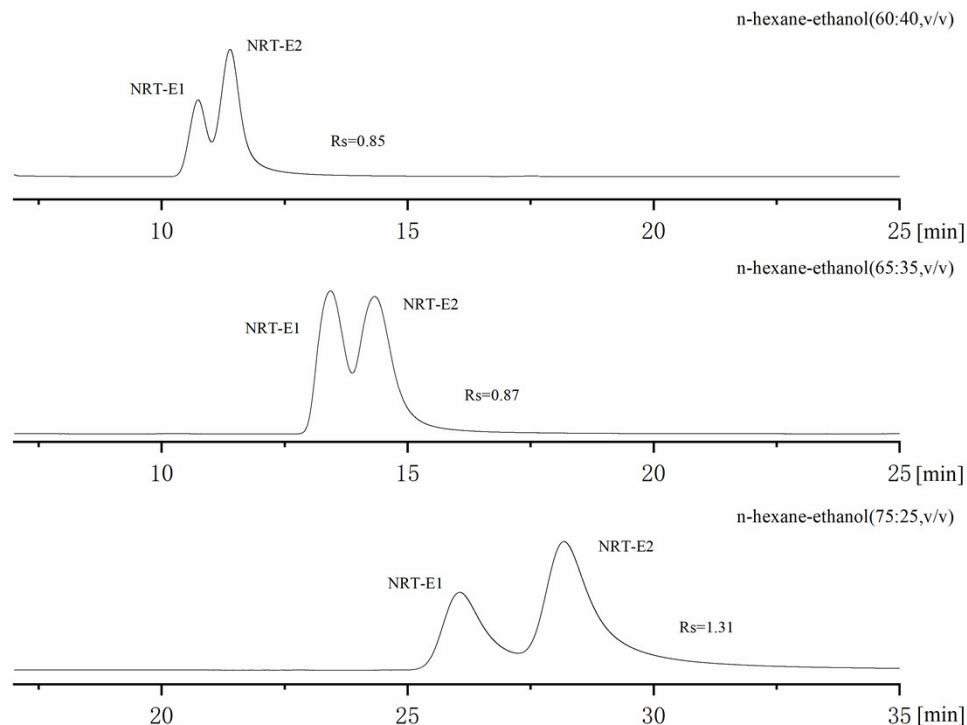 n-hexane-ethanol(60:40,v/v)
NRT-E2
NRT-E1
Rs=0.85
10 15 20 25 [min]
n-hexane-ethanol(65:35,v/v)
NRT-E2
NRT-E1
Rs=0.87
10 15 20 25 [min]
n-hexane-ethanol(75:25,v/v)
NRT-E2
NRT-E1
Rs=1.31
20 25 30 35 [min]